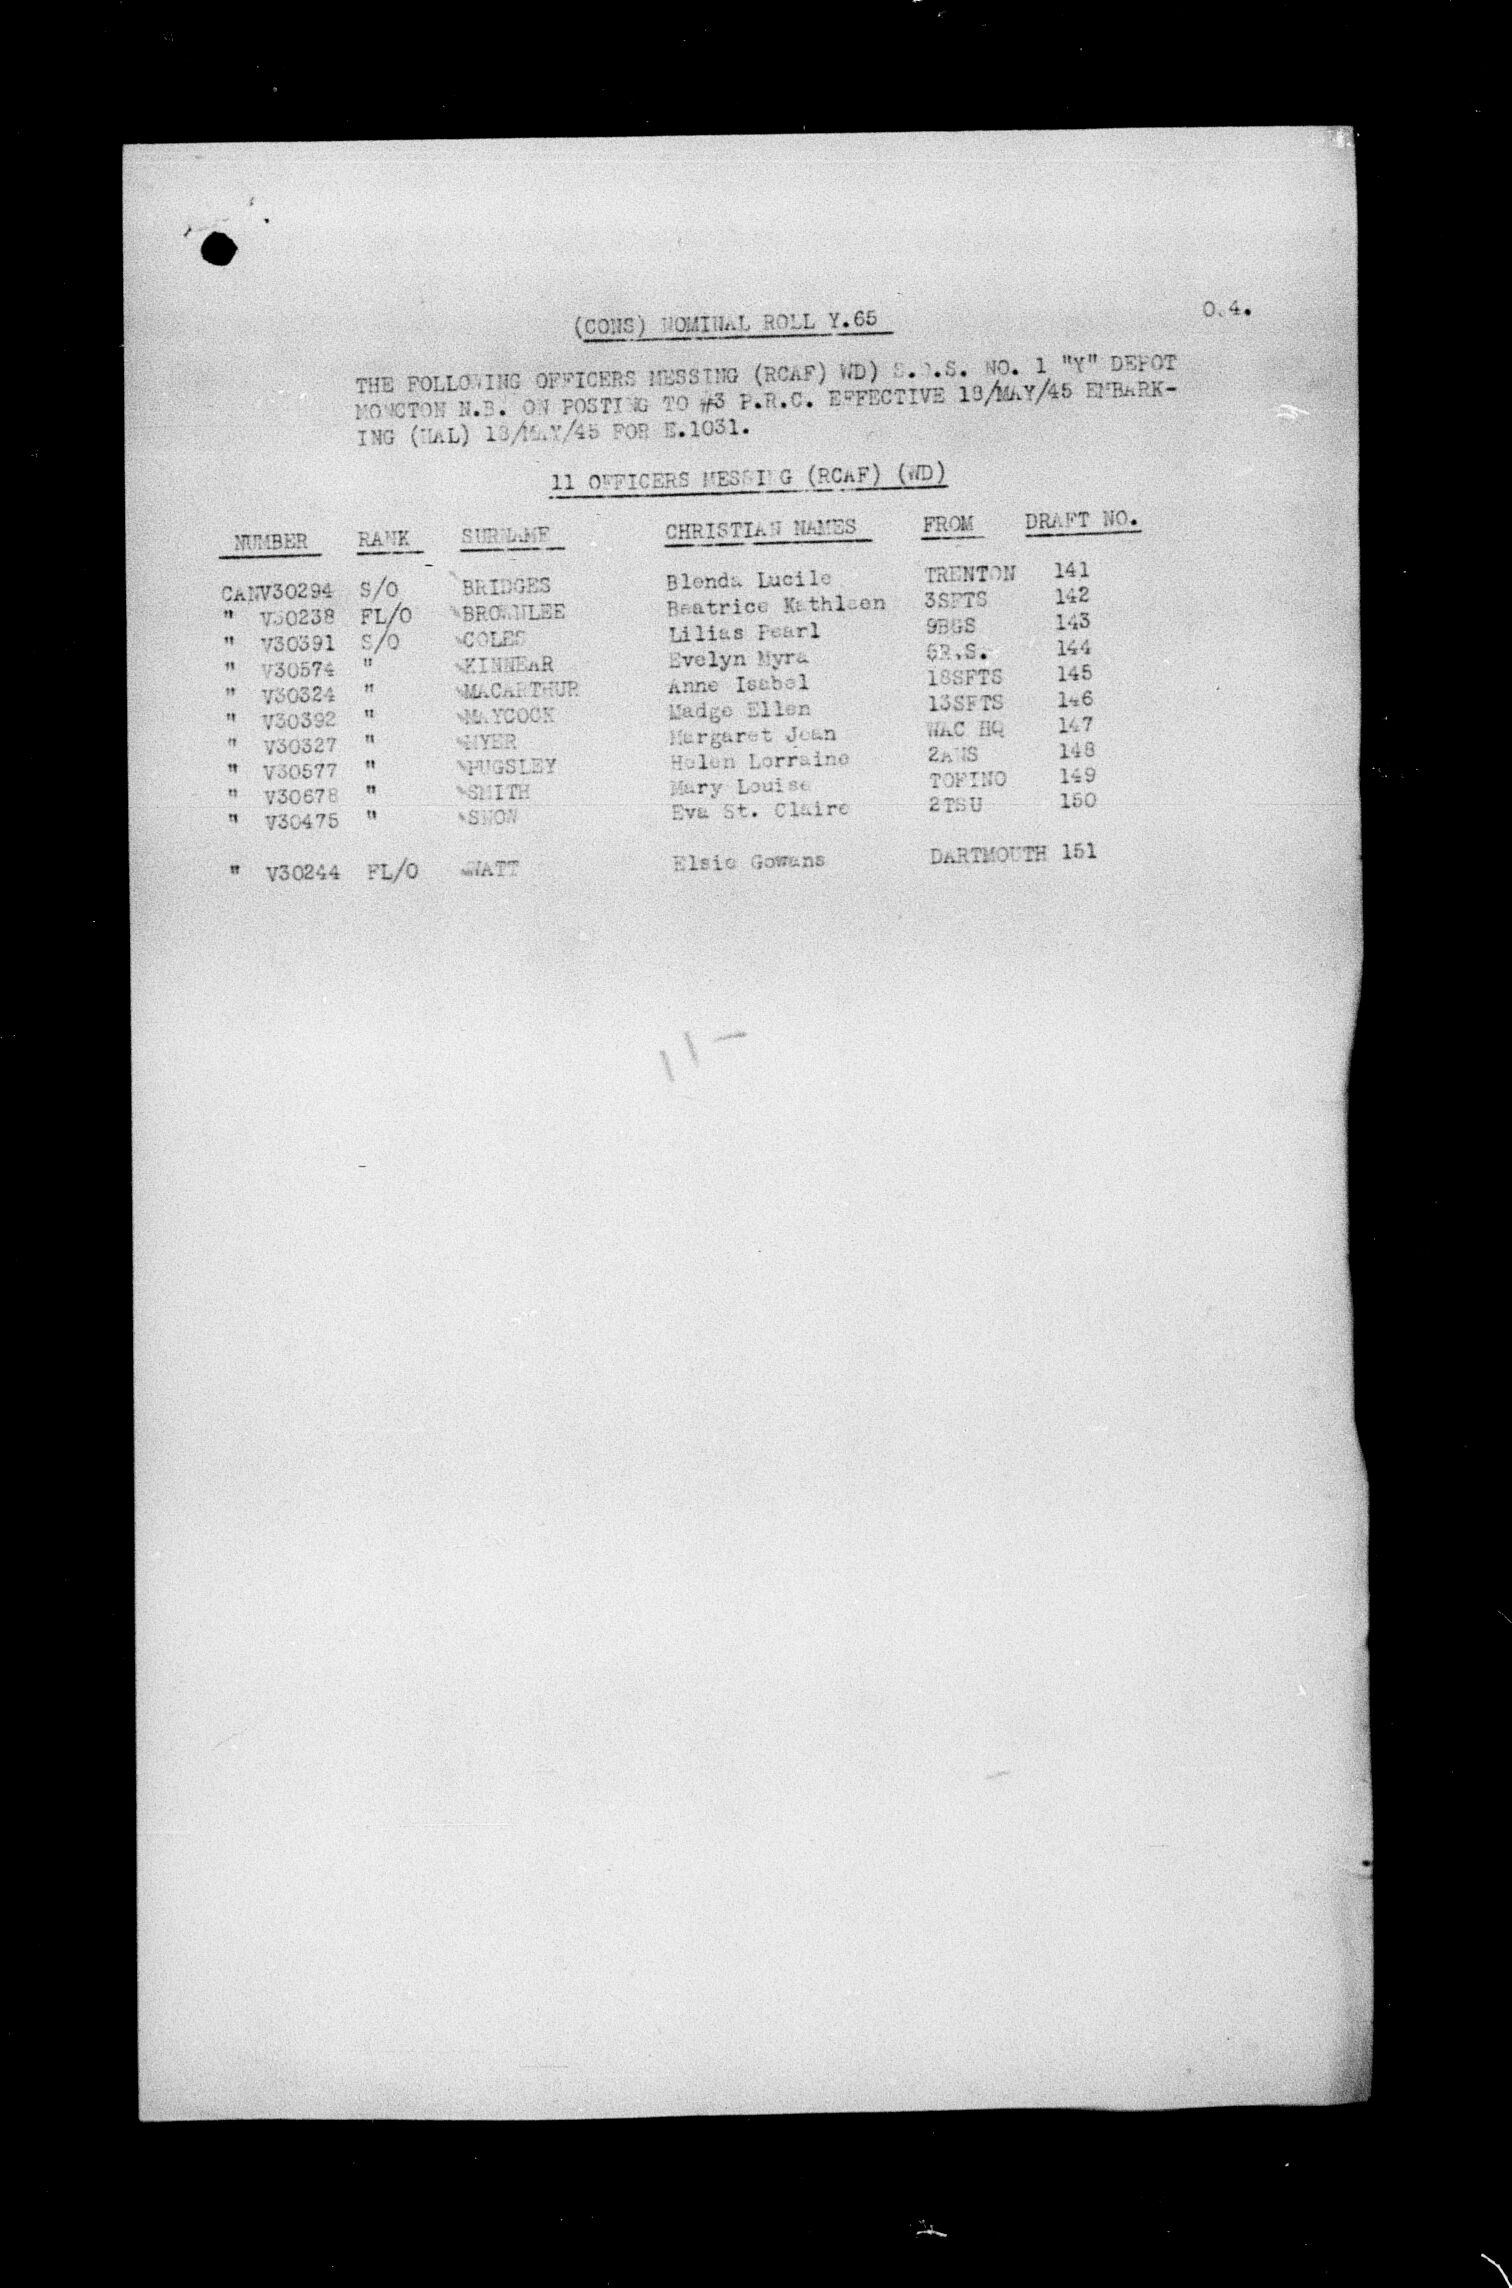 O.4.
(CONS) NOMINAL ROLL Y.65
THE FOLLOWING OFFICERS MESSING (RCAF) WD) S.O.S. NO. 1 "Y" DEPOT
MONCTON N.B. ON POSTING TO #3 P.R.C. EFFECTIVE 18/MAY/45 EMBARK-
ING (HAL) 18/MAY/45 FOR E.1031.
11 OFFICERS MESSING (RCAF) (WD)
NUMBER RANK SURNAME CHRISTIAN NAMES FROM DRAFT NO.
CANV30294 S/O BRIDGES Blenda Lucile TRENTON 141
" V30238 FL/O BROWNLEE Beatrice Kathleen 3SFTS 142
" V30391 S/O COLES Lilias Pearl 9BGS 143
" V30574 " KINNEAR Evelyn Myra R.S. 144
" V30324 " MACARTHUR Anne Isabel 18SFTS 145
" V30392 " MAYCOCK Madge Ellen 13SFTS 146
" V30327 " MYER Margaret Jean WAC HQ 147
" V30577 " PUGSLEY Helen Lorraine 2ANS 148
" V30678 " SMITH Mary Louise TOFINO 149
" V30475 " SNOW Eva St. Claire 2TSU 150
" V30244 FL/O WATT Elsie Gowans DARTMOUTH 151
11 -